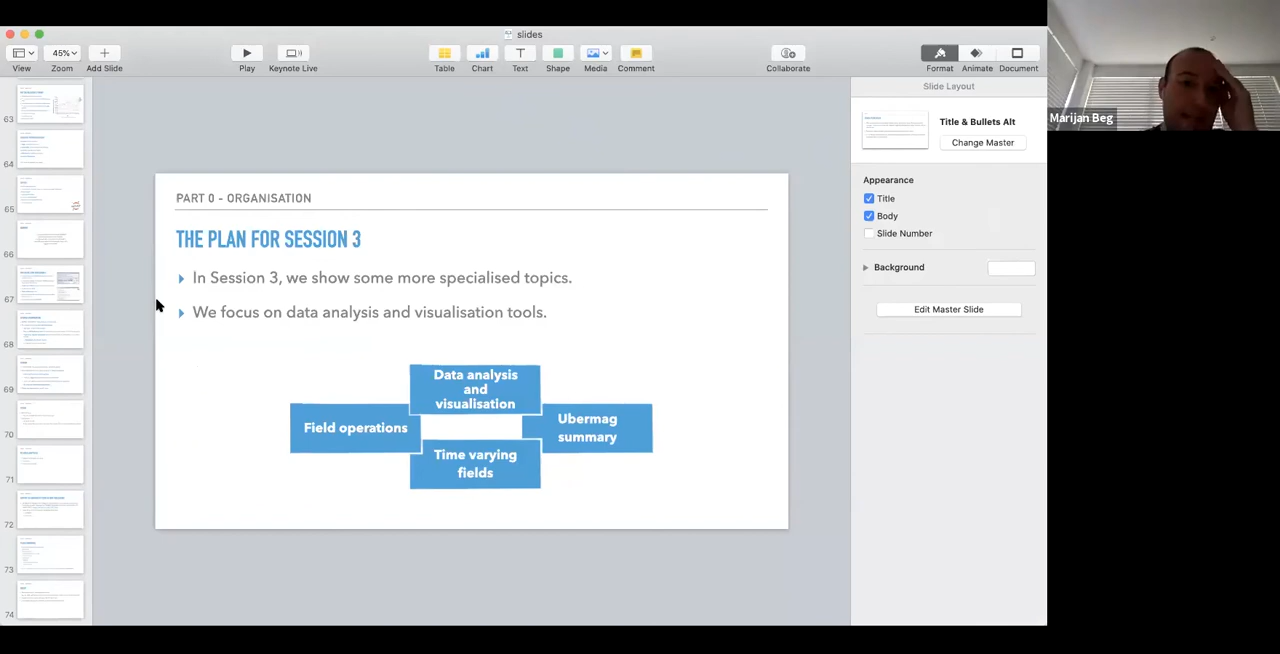 slides
45%
View
Zoom
Add Slide
Play
Keynote Live
Table
Chart
Text
Shape
Media
Comment
Collaborate
Format
Animate
Document
63
64
65
66
67
68
69
70
71
72
73
74
PART 0 - ORGANISATION
THE PLAN FOR SESSION 3
In Session 3, we show some more specialised topics.
We focus on data analysis and visualisation tools.
Data analysis
and
visualisation
Field operations
Ubermag
summary
Time varying
fields
Slide Layout
Title & Bullets Alt
Change Master
Appearance
Title
Body
Slide Number
Background
Edit Master Slide
Marijan Beg